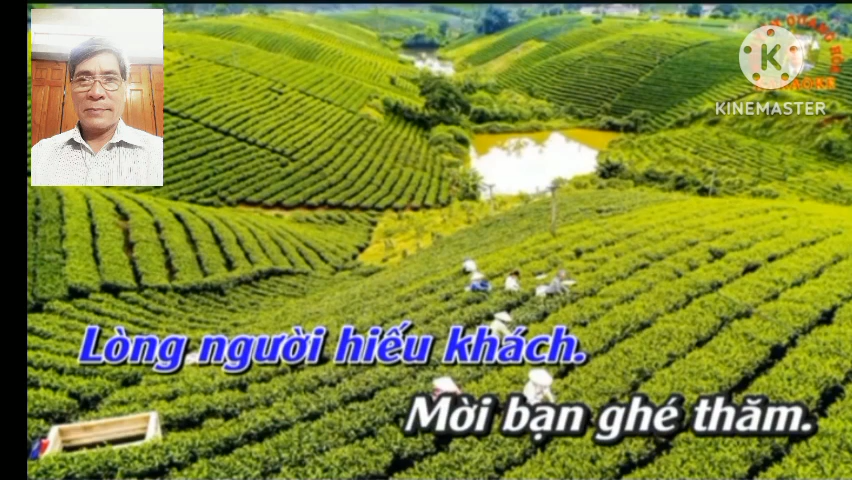 KINEMASTER
Lòng người hiếu khách.
Mời bạn ghé thăm.